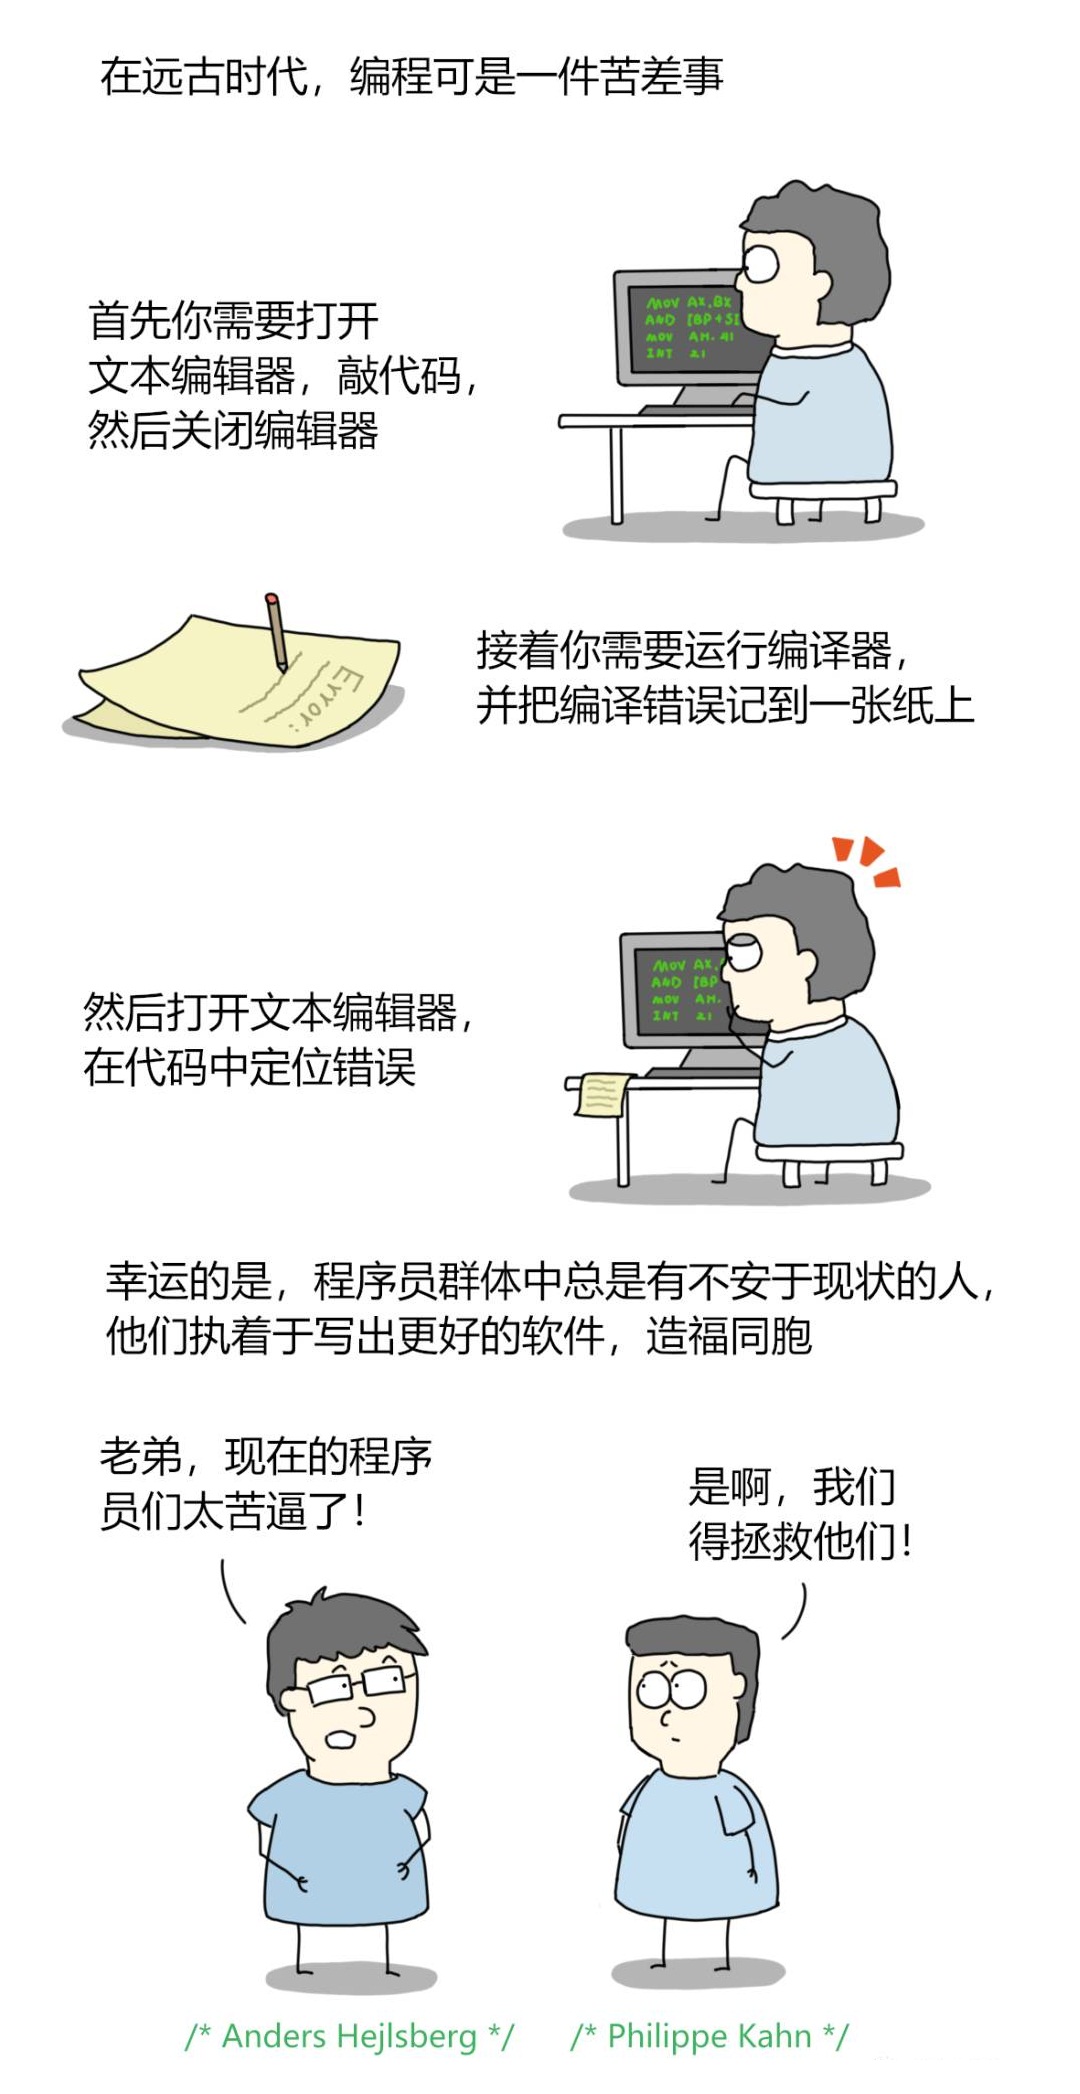 在远古时代，编程可是一件苦差事
首先你需要打开
文本编辑器，敲代码，
然后关闭编辑器
MOV AX.BX
AND [BP+SI
MOV AH.41
INT 21
接着你需要运行编译器，
并把编译错误记到一张纸上
Error:
然后打开文本编辑器，
在代码中定位错误
MOV AX.
AND [BP
MOV AH.
INT 21
幸运的是，程序员群体中总是有不安于现状的人，
他们执着于写出更好的软件，造福同胞
老弟，现在的程序
员们太苦逼了！
是啊，我们
得拯救他们！
/* Anders Hejlsberg */
/* Philippe Kahn */